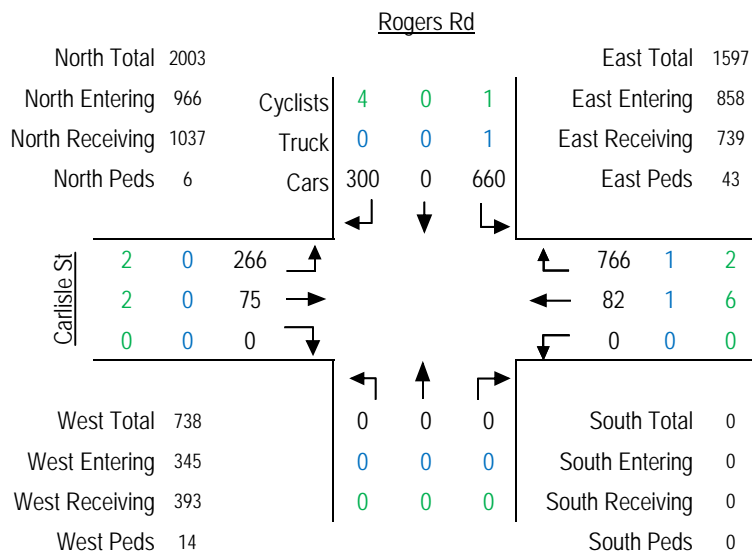 Rogers Rd
North Total 2003
East Total 1597
North Entering 966
Cyclists 4 0 1
East Entering 858
North Receiving 1037
Truck 0 0 1
East Receiving 739
North Peds 6
Cars 300 0 660
East Peds 43
Carlisle St
2 0 266
766 1 2
2 0 75
82 1 6
0 0 0
0 0 0
West Total 738
0 0 0
South Total 0
West Entering 345
0 0 0
South Entering 0
West Receiving 393
0 0 0
South Receiving 0
West Peds 14
South Peds 0